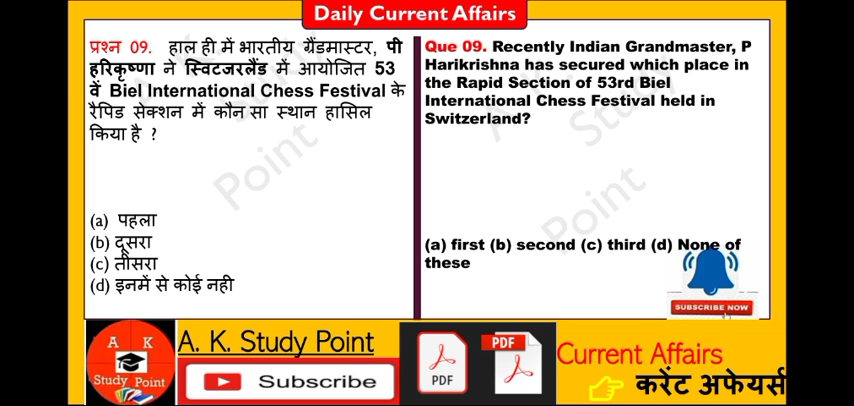 Daily Current Affairs
प्रश्न 09. हाल ही में भारतीय ग्रैंडमास्टर, पी
हरिकृष्णा ने स्विटजरलैंड में आयोजित 53
वें Biel International Chess Festival के
रैपिड सेक्शन में कौन सा स्थान हासिल
किया है ?
(a) पहला
(b) दूसरा
(c) तीसरा
(d) इनमें से कोई नही
Que 09. Recently Indian Grandmaster, P
Harikrishna has secured which place in
the Rapid Section of 53rd Biel
International Chess Festival held in
Switzerland?
(a) first (b) second (c) third (d) None of
these
A. K. Study Point
SUBSCRIBE NOW
A K
Study Point
A. K. Study Point
Subscribe
PDF
PDF
Current Affairs
करेंट अफेयर्स